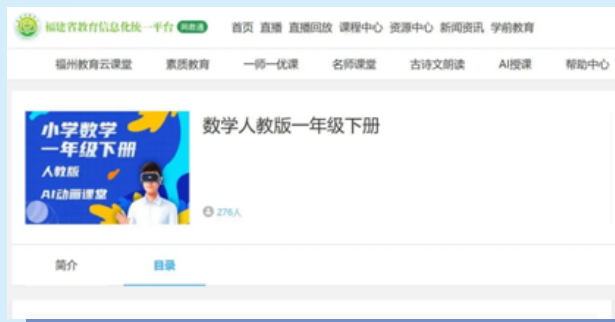 福建省教育信息化统一平台 网教通 首页 直播 直播回放 课程中心 资源中心 新闻资讯 学前教育
福州教育云课堂 素质教育 一师一优课 名师课堂 古诗文朗读 AI授课 帮助中心
小学数学
一年级下册
人教版
AI动画课堂
数学人教版一年级下册
276人
简介 目录